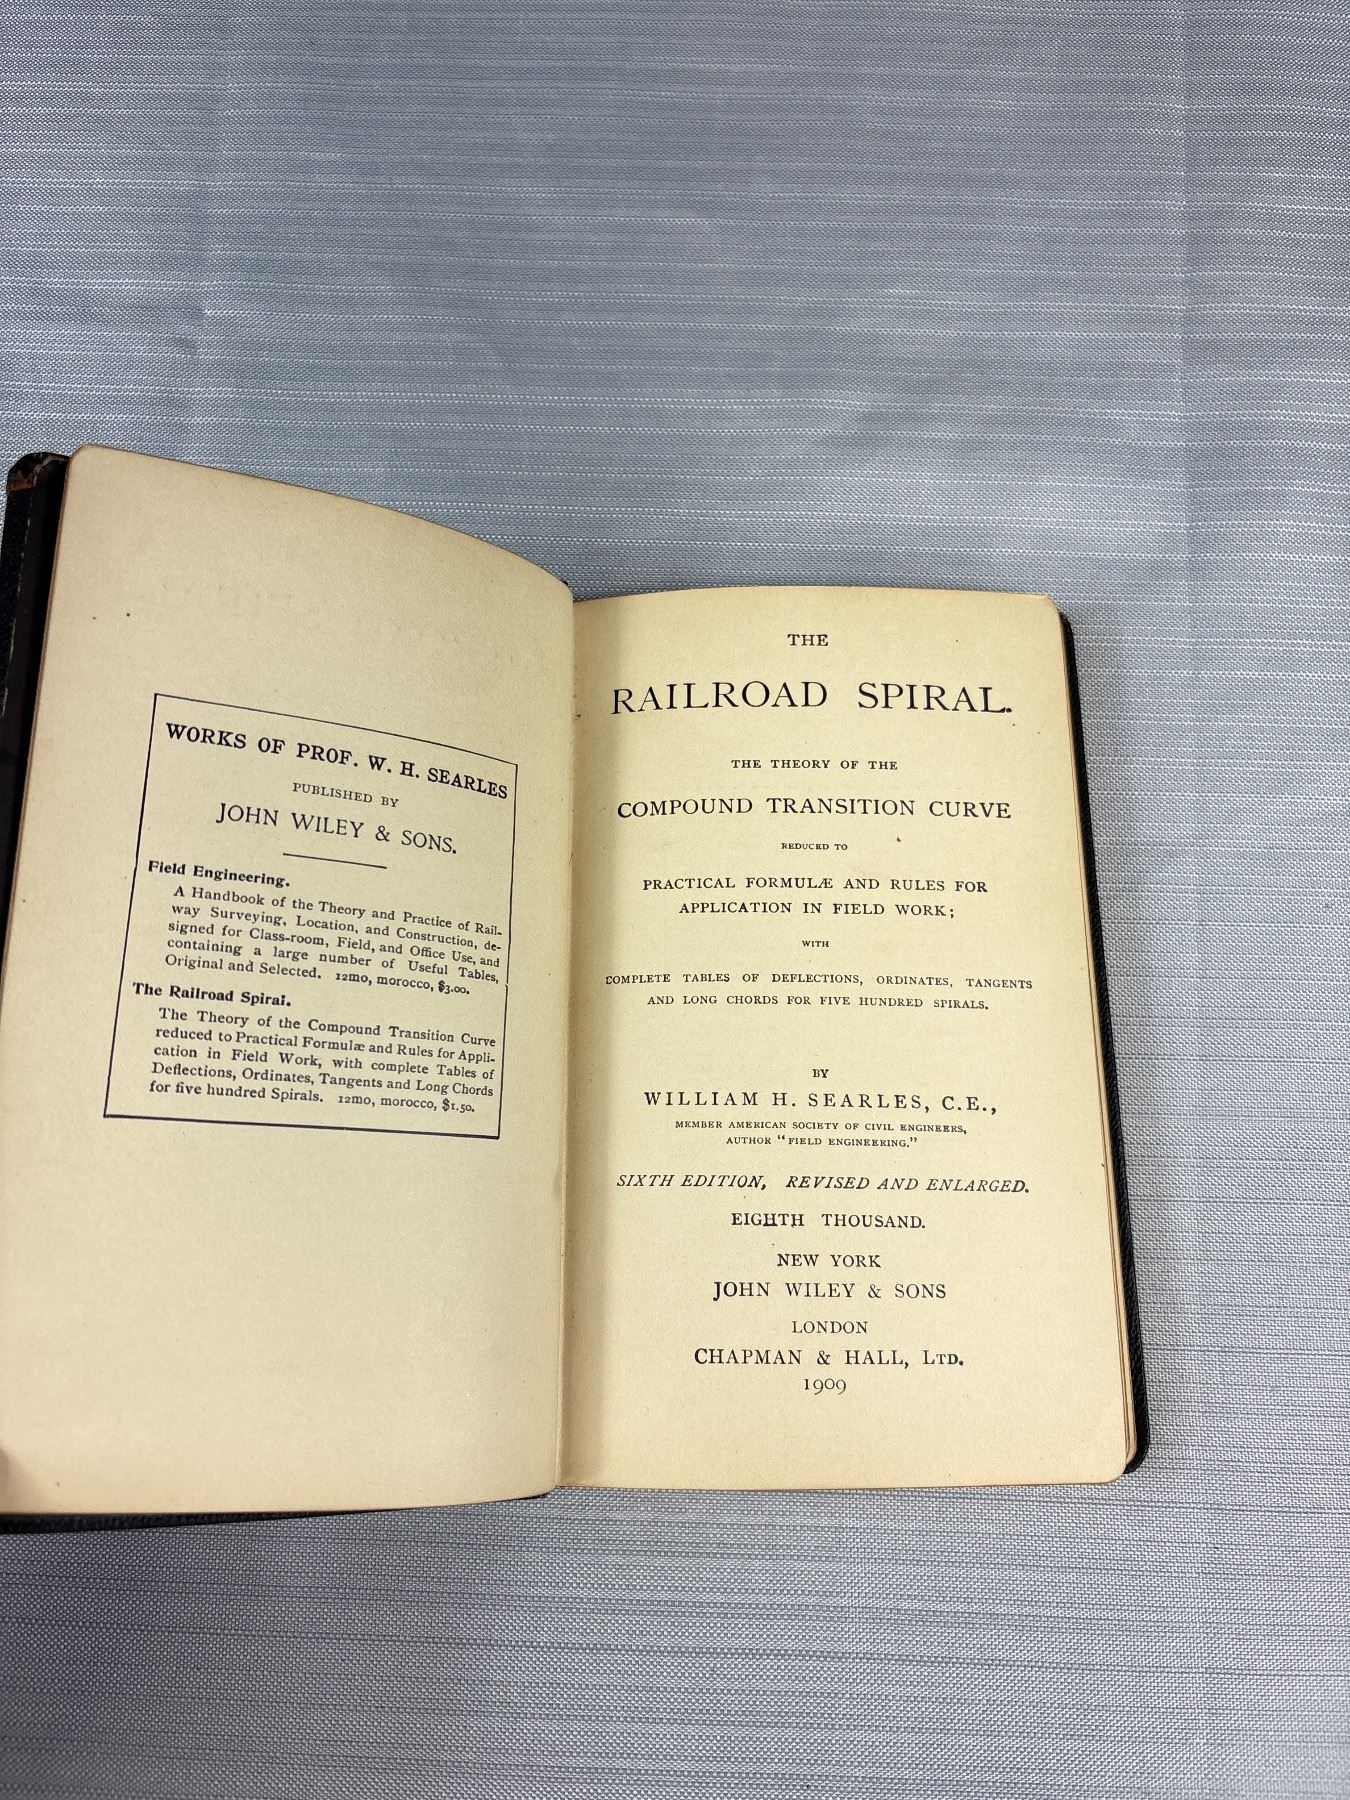 WORKS OF PROF. W. H. SEARLES
PUBLISHED BY
JOHN WILEY & SONS.
Field Engineering.
A Handbook of the Theory and Practice of Rail-
way Surveying, Location, and Construction, de-
signed for Class-room, Field, and Office Use, and
containing a large number of Useful Tables,
Original and Selected. 12mo, morocco, $3.00.
The Railroad Spiral.
The Theory of the Compound Transition Curve
reduced to Practical Formulæ and Rules for Appli-
cation in Field Work, with complete Tables of
Deflections, Ordinates, Tangents and Long Chords
for five hundred Spirals. 12mo, morocco, $1.50.
THE
RAILROAD SPIRAL.
THE THEORY OF THE
COMPOUND TRANSITION CURVE
REDUCED TO
PRACTICAL FORMULÆ AND RULES FOR
APPLICATION IN FIELD WORK;
WITH
COMPLETE TABLES OF DEFLECTIONS, ORDINATES, TANGENTS
AND LONG CHORDS FOR FIVE HUNDRED SPIRALS.
BY
WILLIAM H. SEARLES, C.E.,
MEMBER AMERICAN SOCIETY OF CIVIL ENGINEERS,
AUTHOR "FIELD ENGINEERING."
SIXTH EDITION, REVISED AND ENLARGED.
EIGHTH THOUSAND.
NEW YORK
JOHN WILEY & SONS
LONDON
CHAPMAN & HALL, LTD.
1909